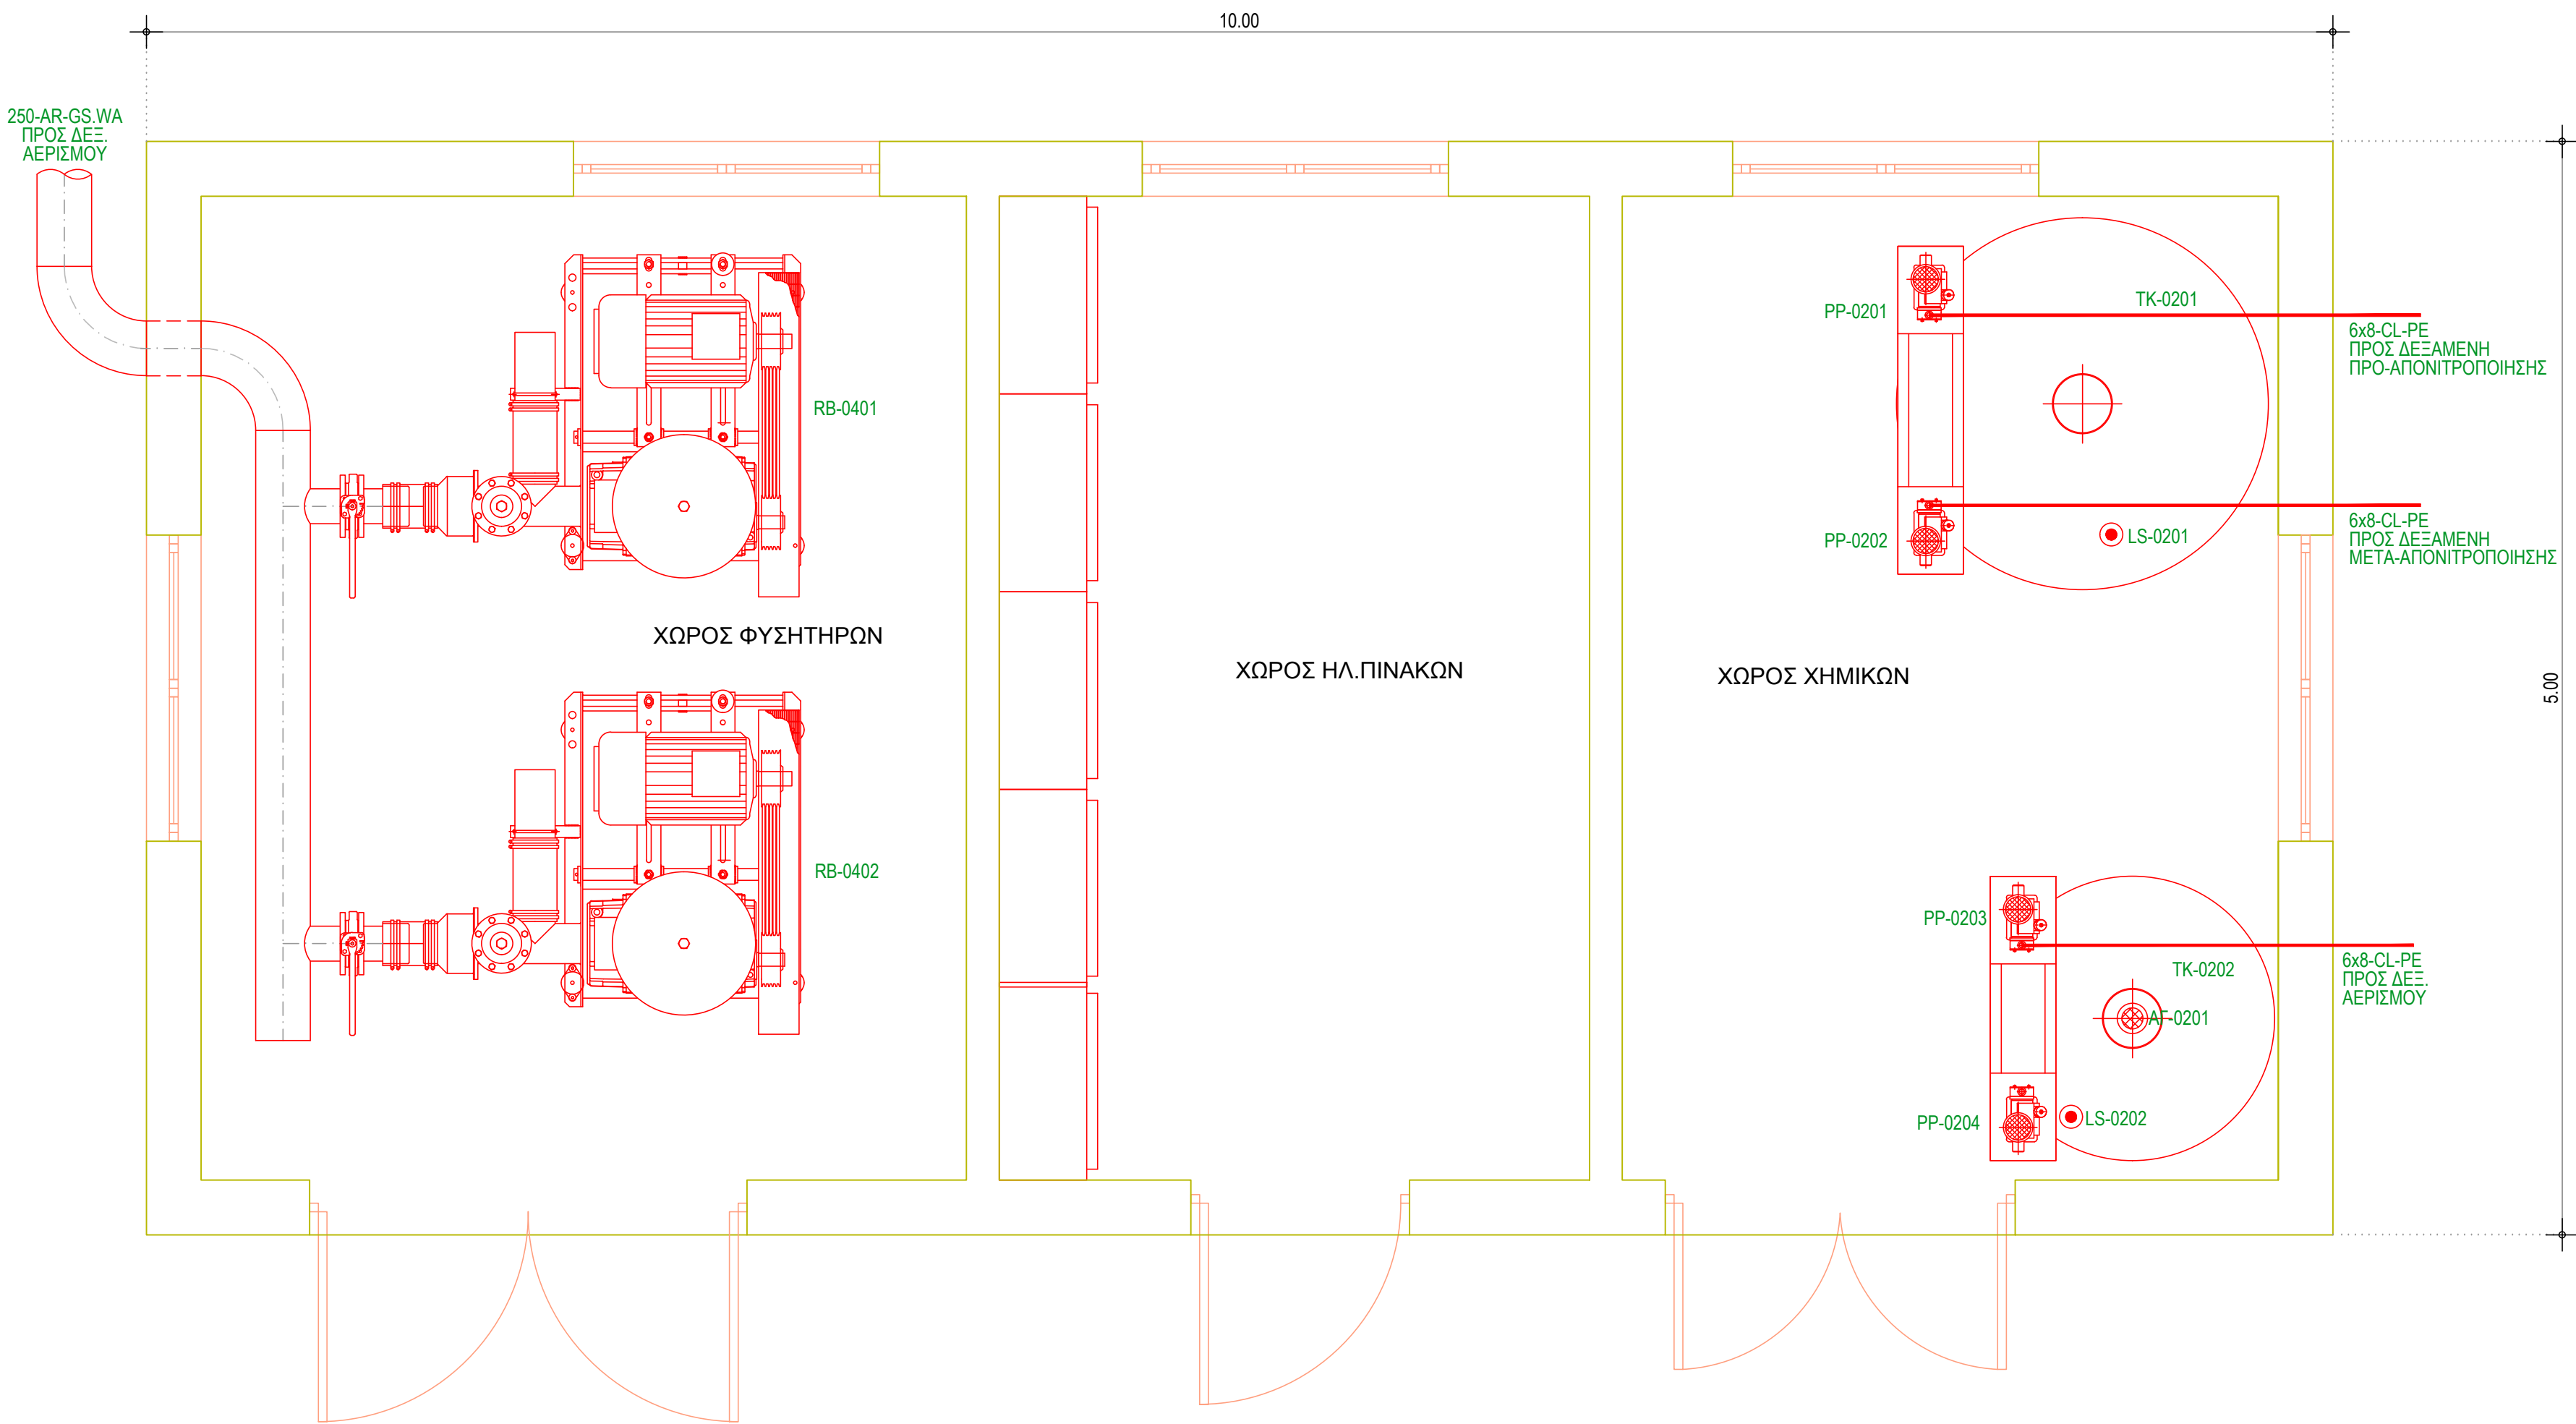 10.00
250-AR-GS.WA
ΠΡΟΣ ΔΕΞ.
ΑΕΡΙΣΜΟΥ
TK-0201
PP-0201
6x8-CL-PE
ΠΡΟΣ ΔΕΞΑΜΕΝΗ
ΠΡΟ-ΑΠΟΝΙΤΡΟΠΟΙΗΣΗΣ
RB-0401
PP-0202
LS-0201
6x8-CL-PE
ΠΡΟΣ ΔΕΞΑΜΕΝΗ
ΜΕΤΑ-ΑΠΟΝΙΤΡΟΠΟΙΗΣΗΣ
ΧΩΡΟΣ ΦΥΣΗΤΗΡΩΝ
ΧΩΡΟΣ ΗΛ.ΠΙΝΑΚΩΝ
ΧΩΡΟΣ ΧΗΜΙΚΩΝ
5.00
RB-0402
PP-0203
TK-0202
6x8-CL-PE
ΠΡΟΣ ΔΕΞ.
ΑΕΡΙΣΜΟΥ
PP-0204
LS-0202